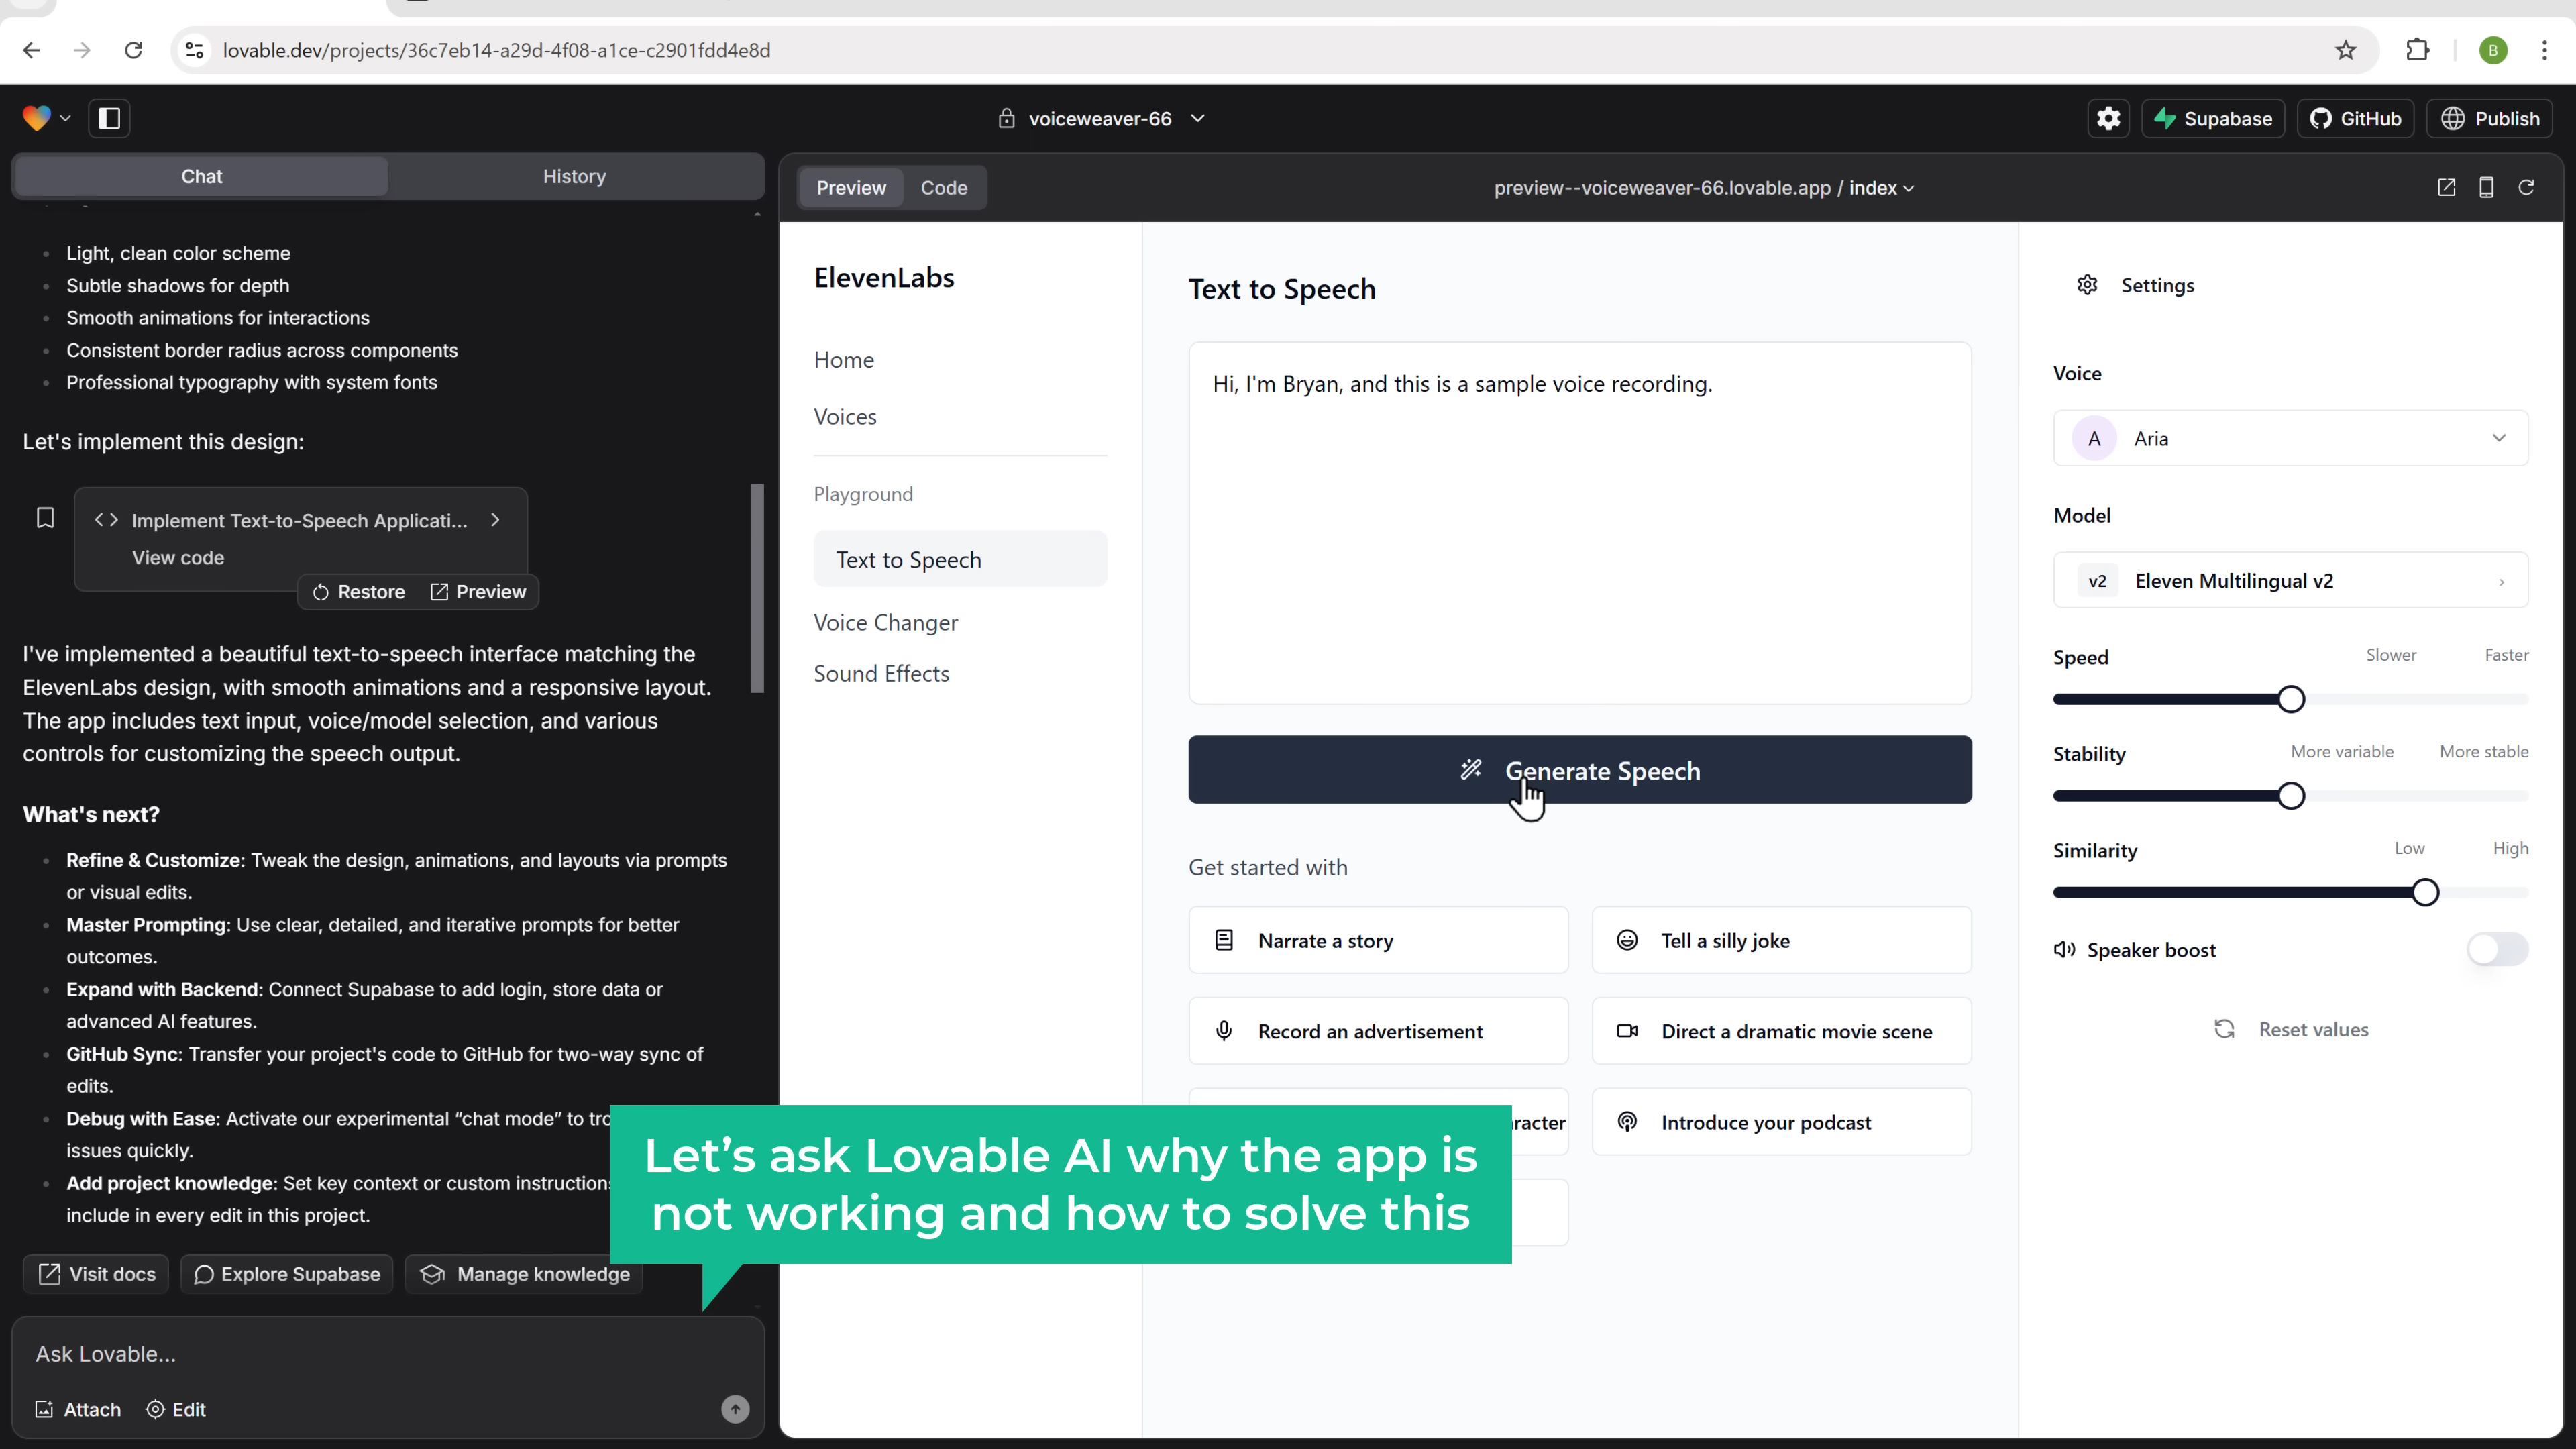 lovable.dev/projects/36c7eb14-a29d-4f08-a1ce-c2901fdd4e8d
B
voiceweaver-66
Supabase
GitHub
Publish
Chat
History
Light, clean color scheme
Subtle shadows for depth
Smooth animations for interactions
Consistent border radius across components
Professional typography with system fonts
Let's implement this design:
Implement Text-to-Speech Applicati...
View code
Restore
Preview
I've implemented a beautiful text-to-speech interface matching the
ElevenLabs design, with smooth animations and a responsive layout.
The app includes text input, voice/model selection, and various
controls for customizing the speech output.
What's next?
Refine & Customize: Tweak the design, animations, and layouts via prompts
or visual edits.
Master Prompting: Use clear, detailed, and iterative prompts for better
outcomes.
Expand with Backend: Connect Supabase to add login, store data or
advanced AI features.
GitHub Sync: Transfer your project's code to GitHub for two-way sync of
edits.
Debug with Ease: Activate our experimental “chat mode” to
issues quickly.
Add project knowledge: Set key context or custom instructions
include in every edit in this project.
Visit docs
Explore Supabase
Manage knowledge
Ask Lovable...
Attach
Edit
Preview
Code
preview--voiceweaver-66.lovable.app / index
ElevenLabs
Home
Voices
Playground
Text to Speech
Voice Changer
Sound Effects
Text to Speech
Hi, I'm Bryan, and this is a sample voice recording.
Generate Speech
Get started with
Narrate a story
Tell a silly joke
Record an advertisement
Direct a dramatic movie scene
racter
Introduce your podcast
Let’s ask Lovable AI why the app is
not working and how to solve this
Settings
Voice
A Aria
Model
v2 Eleven Multilingual v2
Speed Slower Faster
Stability More variable More stable
Similarity Low High
Speaker boost
Reset values